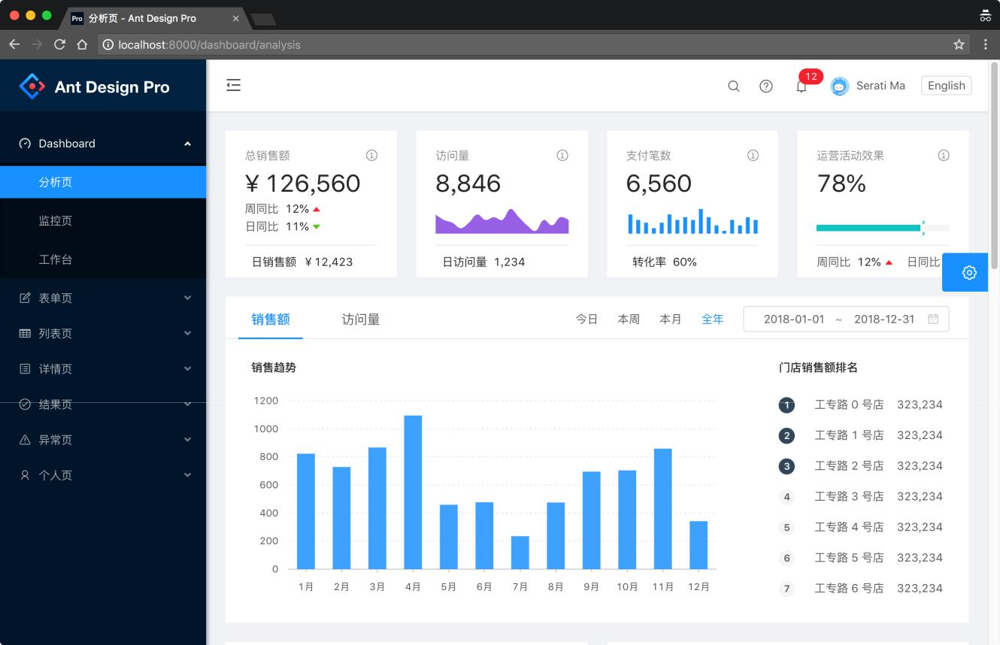 Pro 分析页 - Ant Design Pro
localhost:8000/dashboard/analysis
Ant Design Pro
Dashboard
分析页
监控页
工作台
表单页
列表页
详情页
结果页
异常页
个人页
12
Serati Ma
English
总销售额
¥ 126,560
周同比 12%
日同比 11%
日销售额 ¥ 12,423
访问量
8,846
日访问量 1,234
支付笔数
6,560
转化率 60%
运营活动效果
78%
周同比 12% 日同比
销售额 访问量 今日 本周 本月 全年 2018-01-01 ~ 2018-12-31
销售趋势
1200
1000
800
600
400
200
0
1月 2月 3月 4月 5月 6月 7月 8月 9月 10月 11月 12月
门店销售额排名
1 工专路 0 号店 323,234
2 工专路 1 号店 323,234
3 工专路 2 号店 323,234
4 工专路 3 号店 323,234
5 工专路 4 号店 323,234
6 工专路 5 号店 323,234
7 工专路 6 号店 323,234